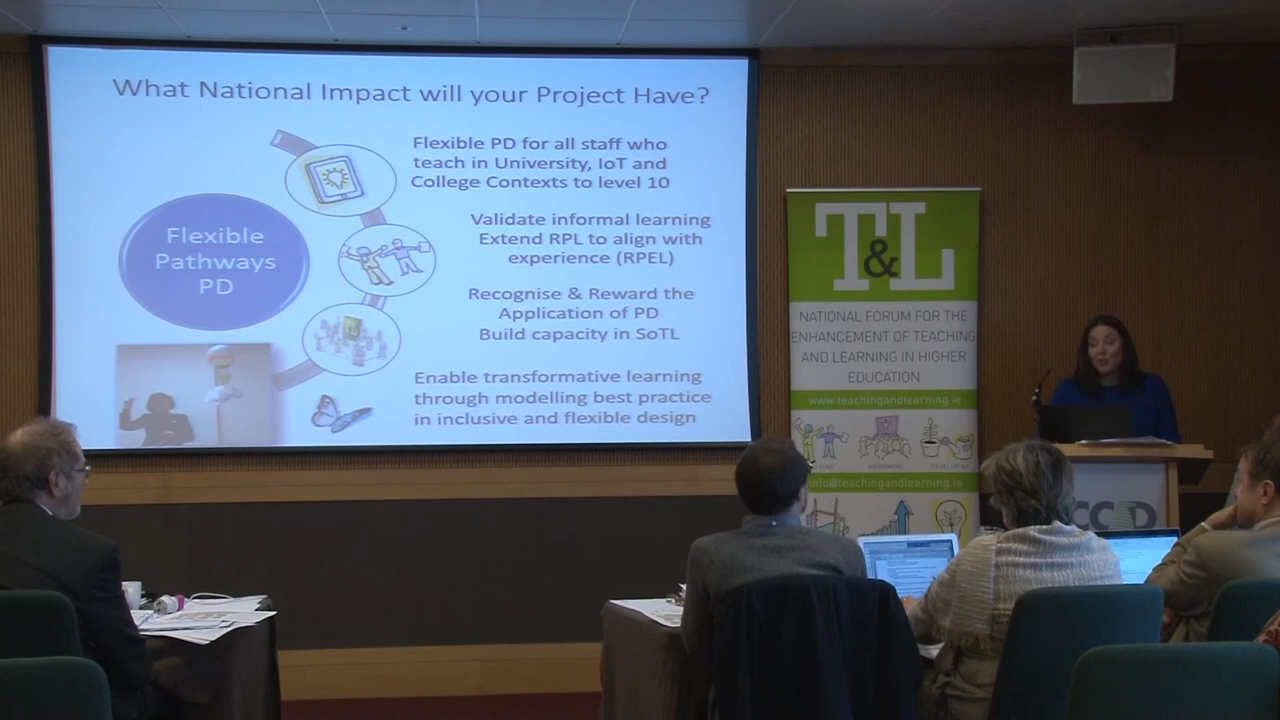 What National Impact will your Project Have?
Flexible PD for all staff who
teach in University, IoT and
College Contexts to level 10
Flexible
Pathways
PD
Validate informal learning
Extend RPL to align with
experience (RPEL)
Recognise & Reward the
Application of PD
Build capacity in SoTL
Enable transformative learning
through modelling best practice
in inclusive and flexible design
T&L
NATIONAL FORUM FOR THE
ENHANCEMENT OF TEACHING
AND LEARNING IN HIGHER
EDUCATION
www.teachingandlearning.ie
INFORMING
DEVELOPING
info@teachingandlearning.ie